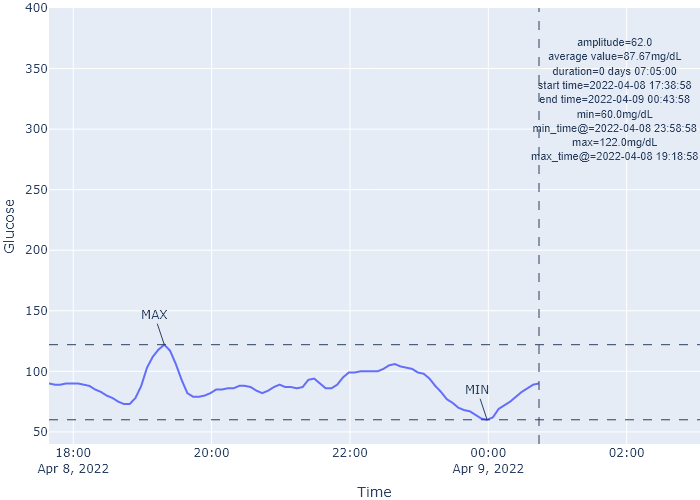 400
350
300
250
200
150
100
50
Glucose
amplitude=62.0
average value=87.67mg/dL
duration=0 days 07:05:00
start time=2022-04-08 17:38:58
end time=2022-04-09 00:43:58
min=60.0mg/dL
min_time@=2022-04-08 23:58:58
max=122.0mg/dL
max_time@=2022-04-08 19:18:58
MAX
MIN
18:00
20:00
22:00
00:00
02:00
Apr 8, 2022
Apr 9, 2022
Time